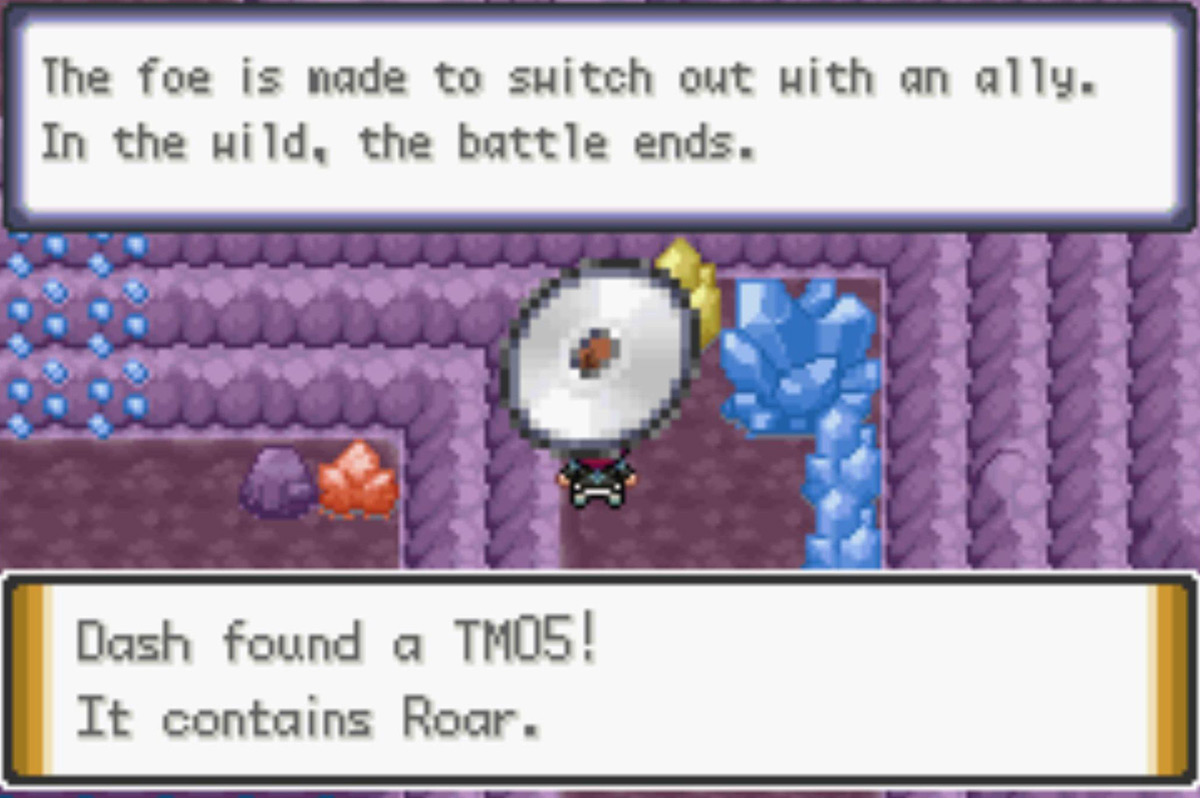 The foe is made to switch out with an ally.
In the wild, the battle ends.
Dash found a TM05!
It contains Roar.